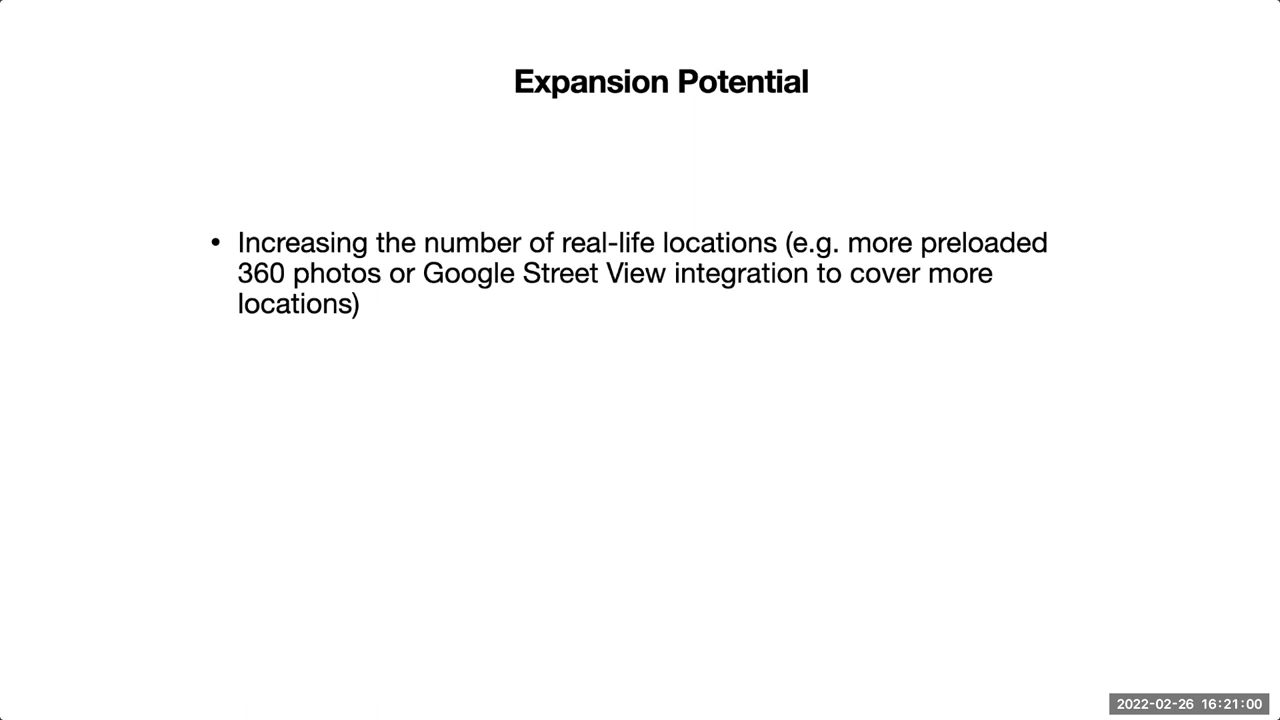 Expansion Potential
• Increasing the number of real-life locations (e.g. more preloaded
360 photos or Google Street View integration to cover more
locations)
2022-02-26 16:21:00